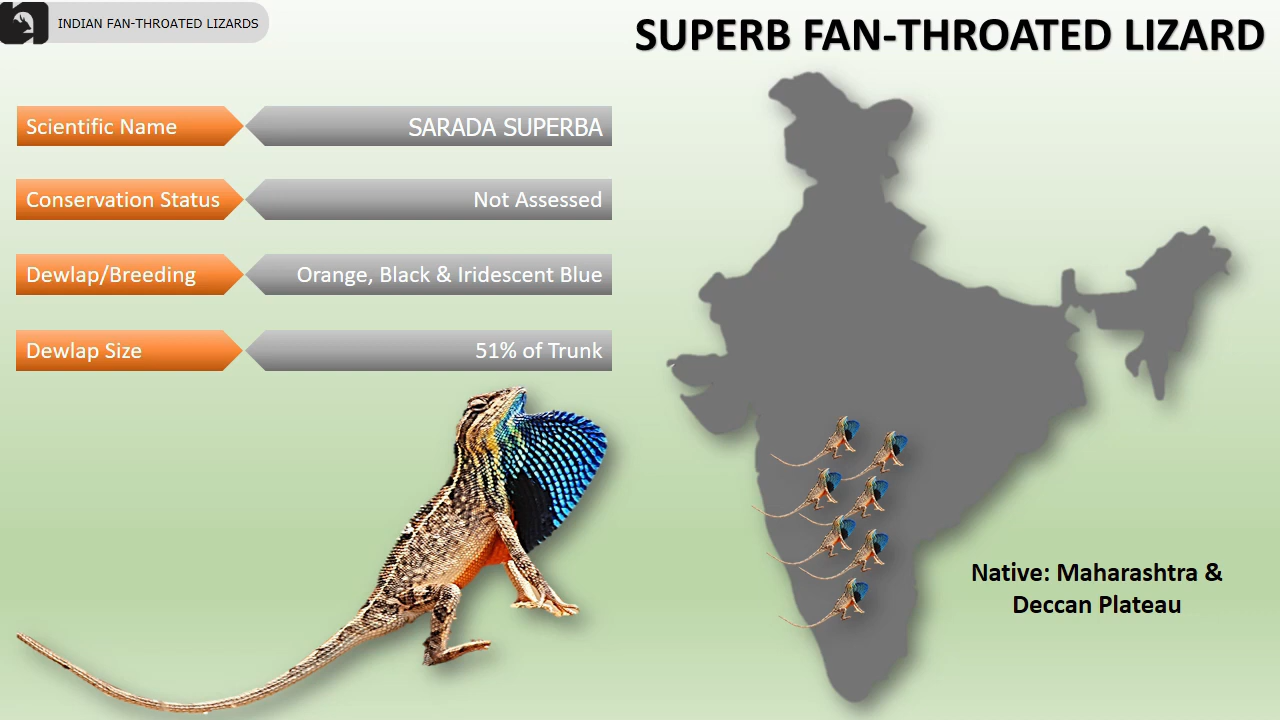 INDIAN FAN-THROATED LIZARDS
SUPERB FAN-THROATED LIZARD
Scientific Name
SARADA SUPERBA
Conservation Status
Not Assessed
Dewlap/Breeding
Orange, Black & Iridescent Blue
Dewlap Size
51% of Trunk
Native: Maharashtra &
Deccan Plateau